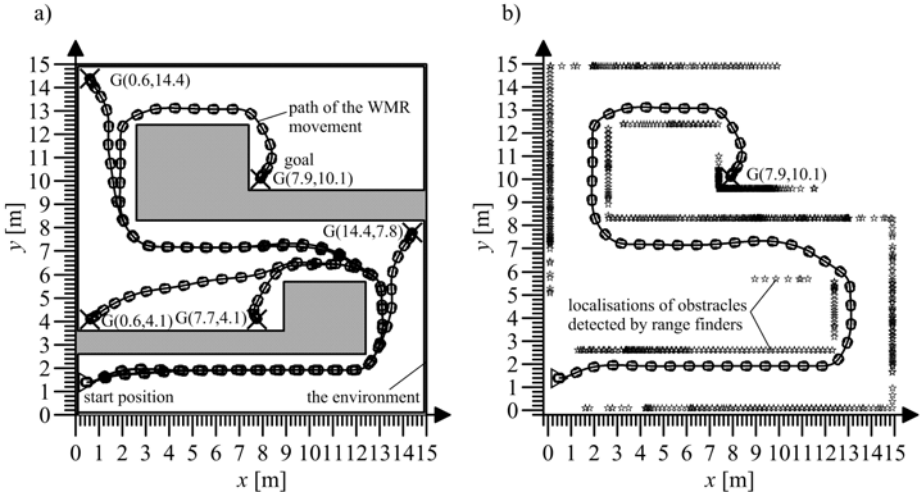 a)
b)
15
14
13
12
11
10
9
8
7
6
5
4
3
2
1
0
y [m]
G(0.6,14.4)
path of the WMR
movement
goal
G(7.9,10.1)
G(14.4,7.8)
G(0.6,4.1)
G(7.7,4.1)
start position
the environment
0 1 2 3 4 5 6 7 8 9 10 11 12 13 14 15
x [m]
15
14
13
12
11
10
9
8
7
6
5
4
3
2
1
0
y [m]
G(7.9,10.1)
localisations of obstacles
detected by range finders
0 1 2 3 4 5 6 7 8 9 10 11 12 13 14 15
x [m]